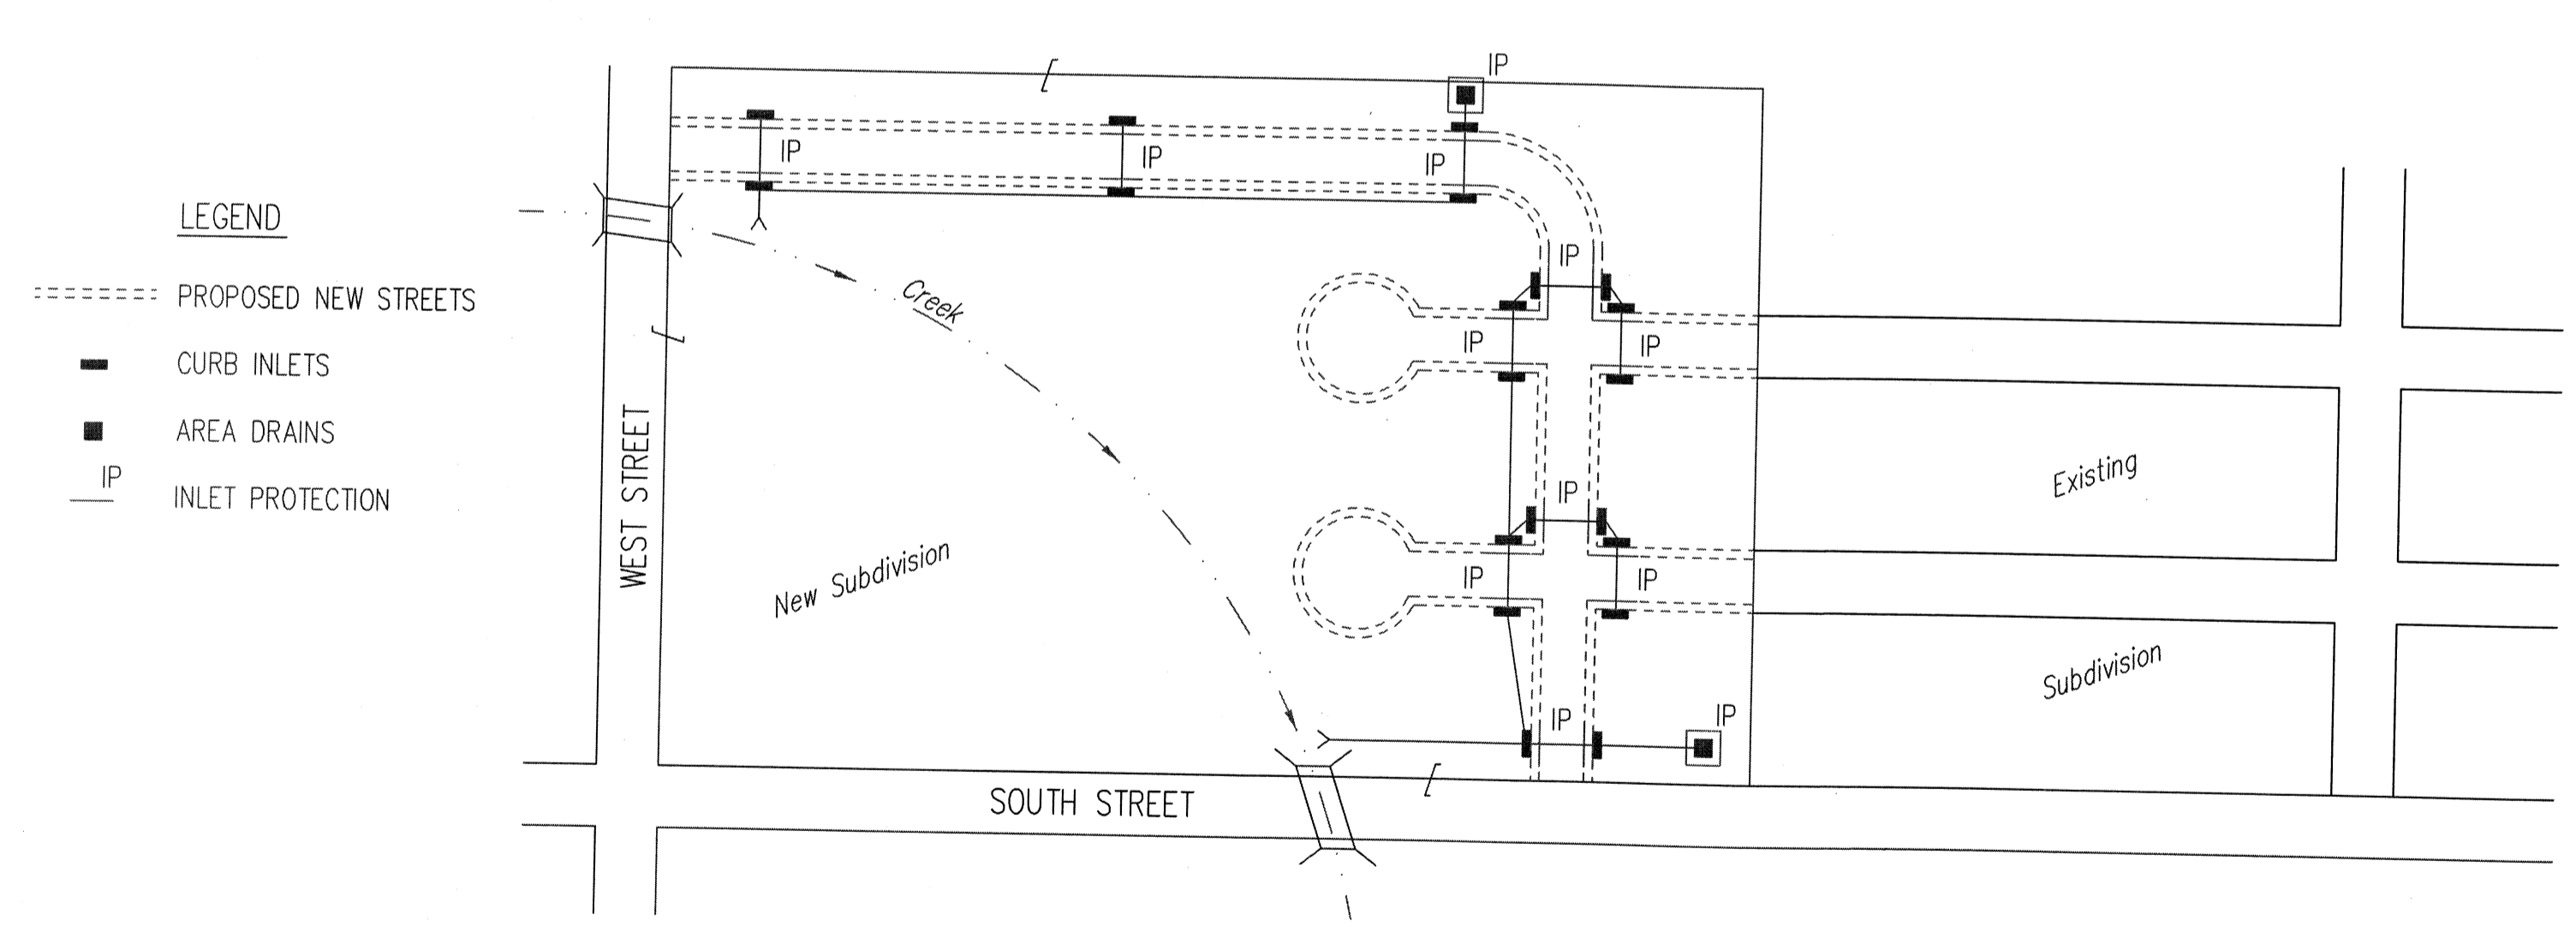 LEGEND
PROPOSED NEW STREETS
CURB INLETS
AREA DRAINS
IP
INLET PROTECTION
WEST STREET
SOUTH STREET
Creek
New Subdivision
Existing
Subdivision
IP
IP
IP
IP
IP
IP
IP
IP
IP
IP
IP
IP